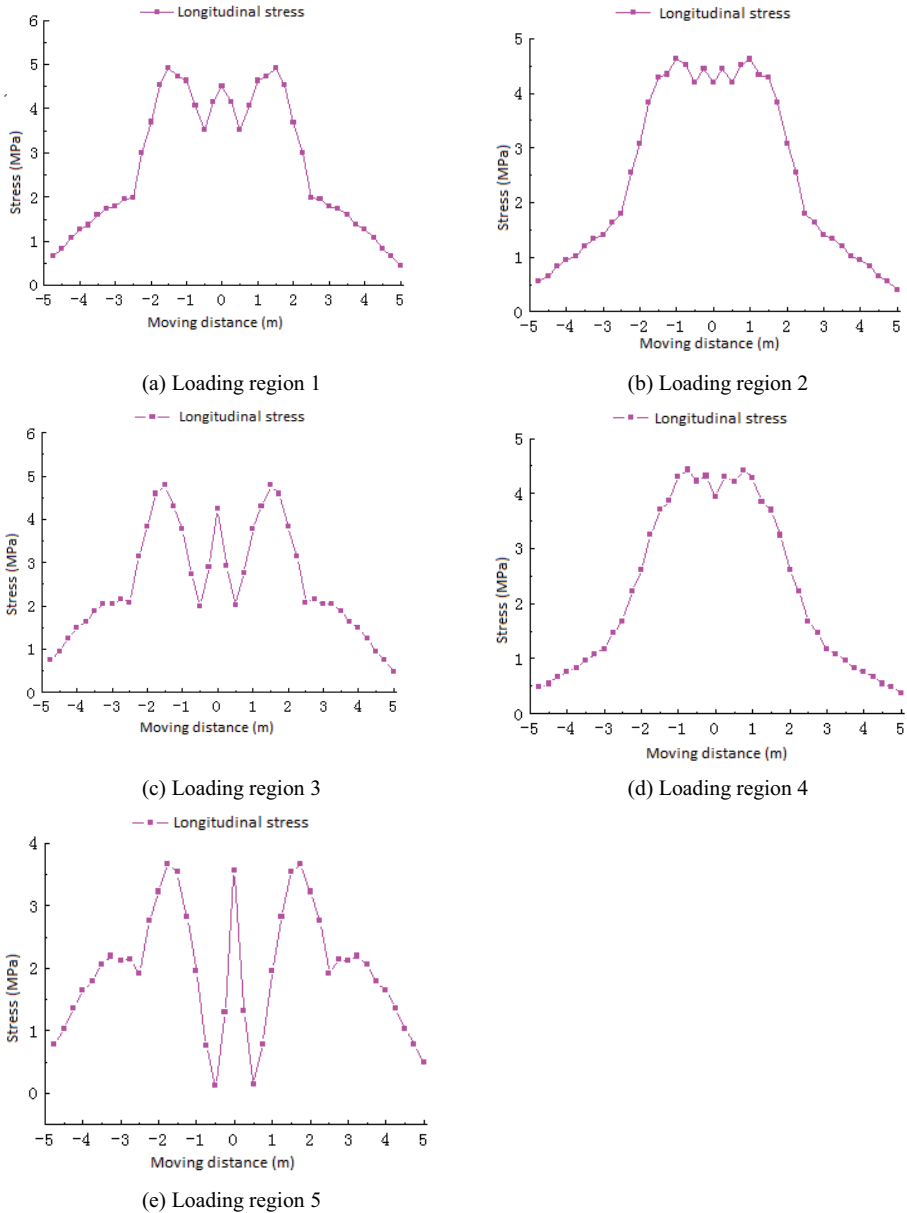 Longitudinal stress
6
5
4
3
2
1
0
Stress (MPa)
-5 -4 -3 -2 -1 0 1 2 3 4 5
Moving distance (m)
(a) Loading region 1
Longitudinal stress
5
4
3
2
1
0
Stress (MPa)
-5 -4 -3 -2 -1 0 1 2 3 4 5
Moving distance (m)
(b) Loading region 2
Longitudinal stress
6
5
4
3
2
1
0
Stress (MPa)
-5 -4 -3 -2 -1 0 1 2 3 4 5
Moving distance (m)
(c) Loading region 3
Longitudinal stress
5
4
3
2
1
0
Stress (MPa)
-5 -4 -3 -2 -1 0 1 2 3 4 5
Moving distance (m)
(d) Loading region 4
Longitudinal stress
4
3
2
1
0
Stress (MPa)
-5 -4 -3 -2 -1 0 1 2 3 4 5
Moving distance (m)
(e) Loading region 5